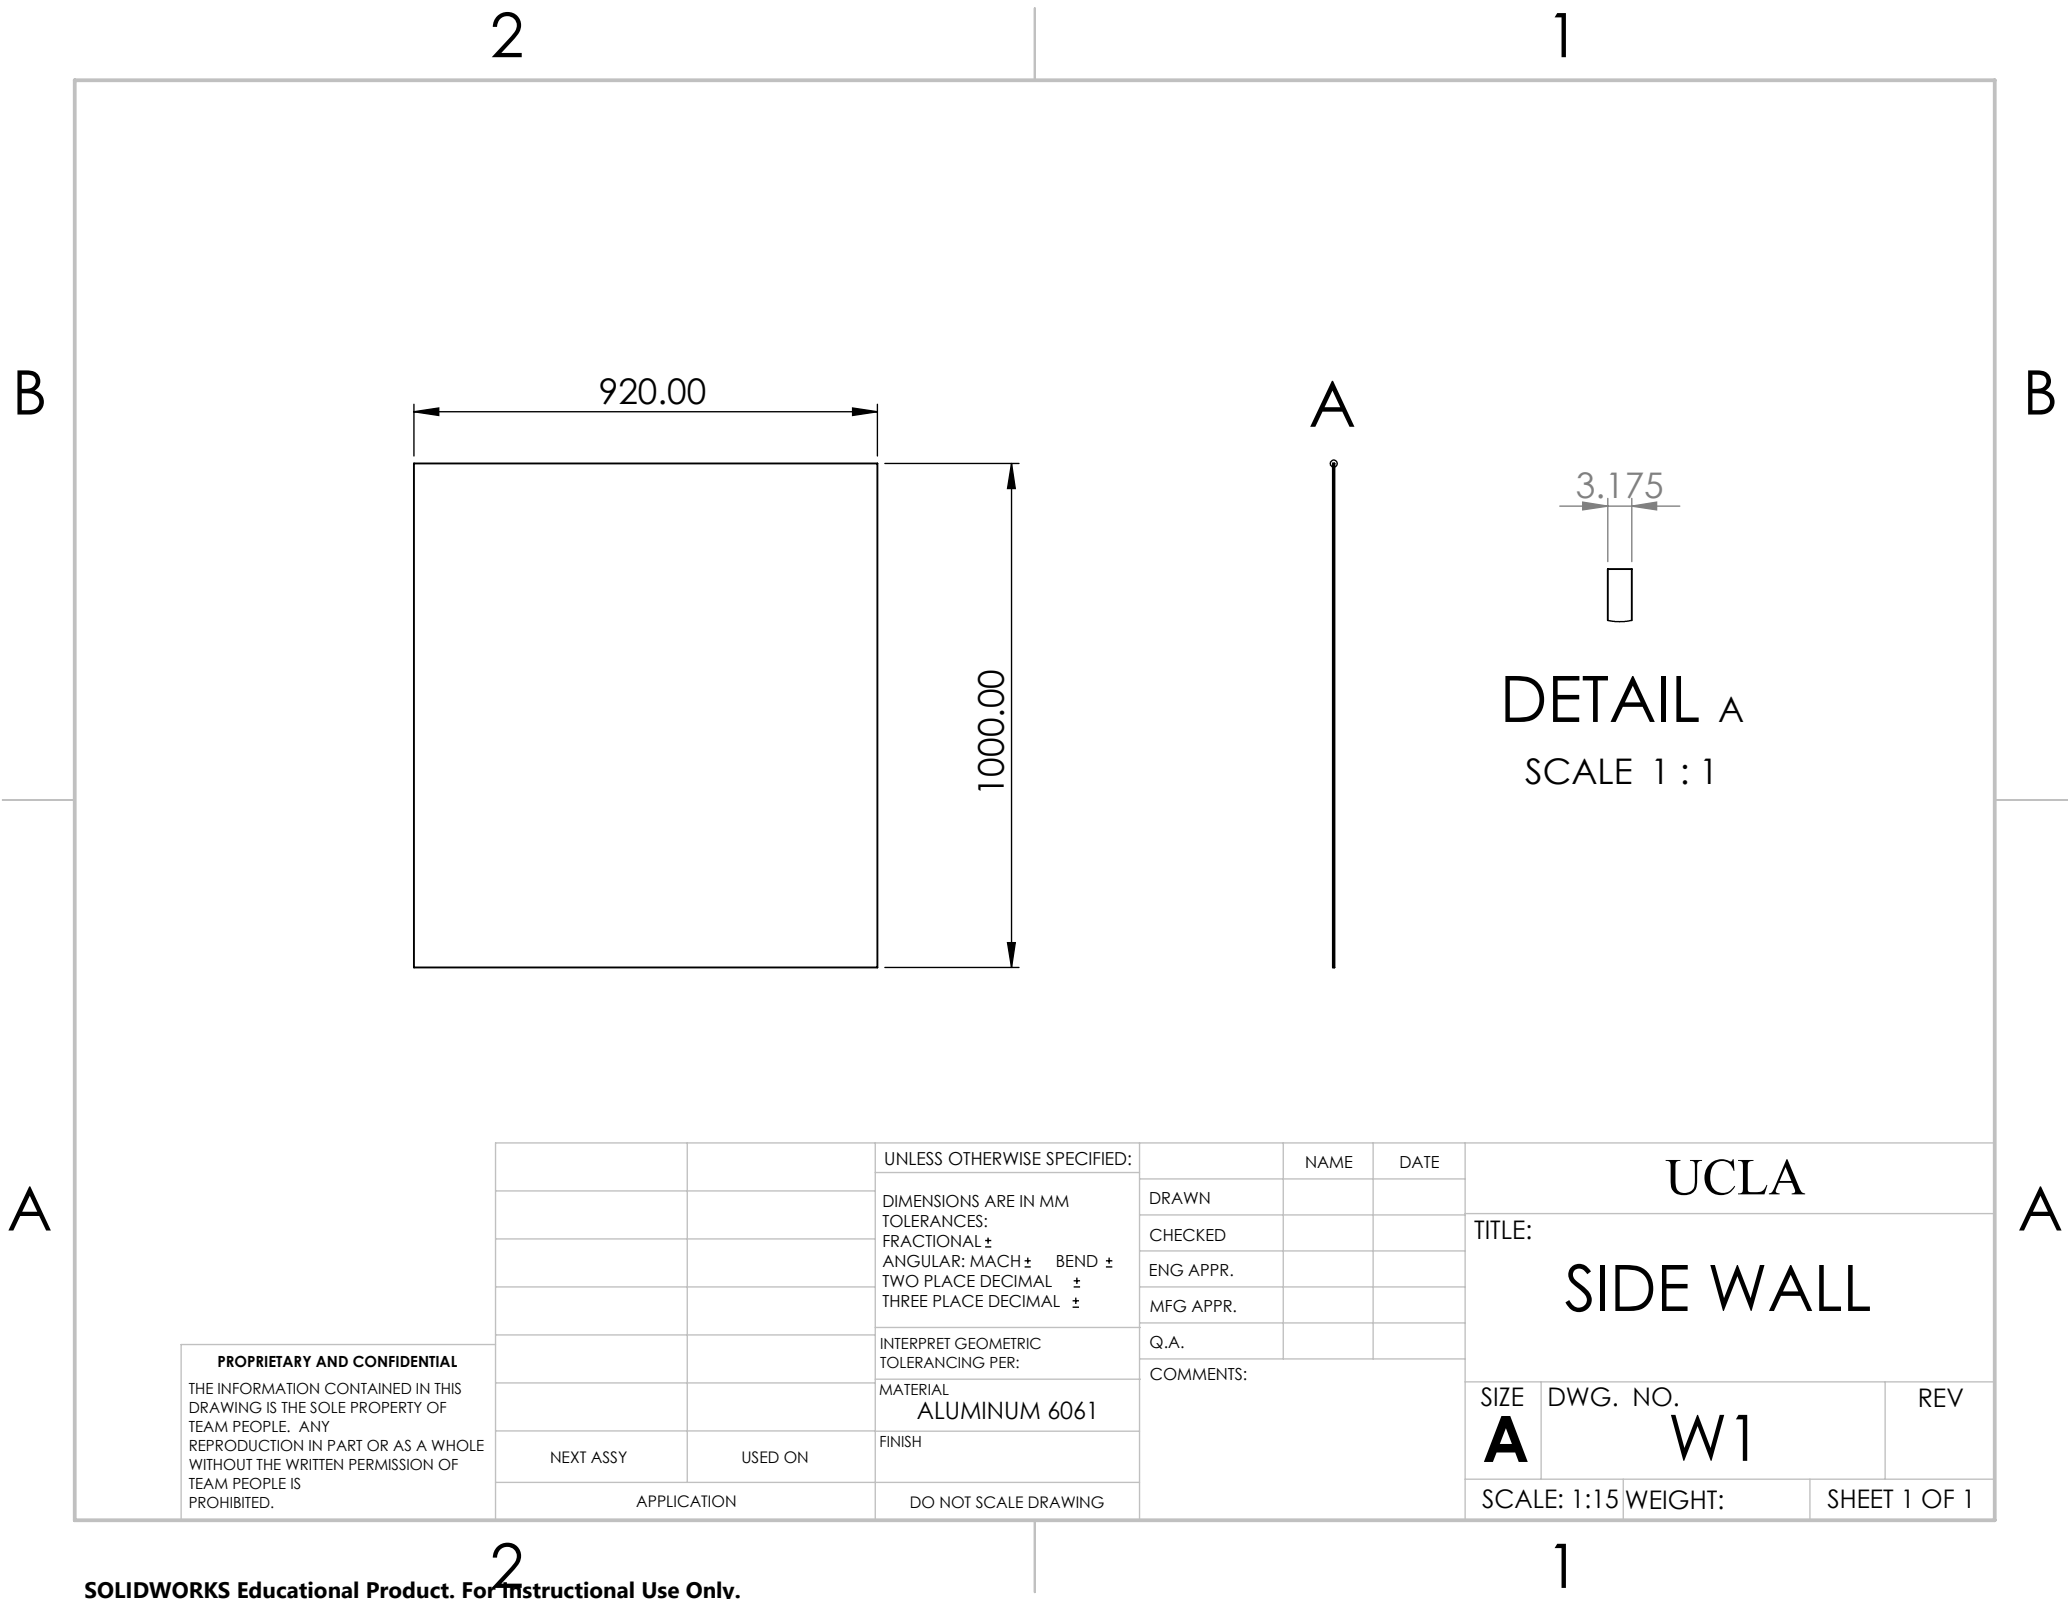 2
1
B
B
920.00
A
3.175
1000.00
DETAIL A
SCALE 1 : 1
A
A
UNLESS OTHERWISE SPECIFIED:
DIMENSIONS ARE IN MM
TOLERANCES:
FRACTIONAL ±
ANGULAR: MACH ± BEND ±
TWO PLACE DECIMAL ±
THREE PLACE DECIMAL ±
INTERPRET GEOMETRIC
TOLERANCING PER:
MATERIAL
ALUMINUM 6061
FINISH
DO NOT SCALE DRAWING
NAME
DATE
DRAWN
CHECKED
ENG APPR.
MFG APPR.
Q.A.
COMMENTS:
UCLA
TITLE:
SIDE WALL
SIZE
A
DWG. NO.
W1
REV
SCALE: 1:15
WEIGHT:
SHEET 1 OF 1
PROPRIETARY AND CONFIDENTIAL
THE INFORMATION CONTAINED IN THIS
DRAWING IS THE SOLE PROPERTY OF
TEAM PEOPLE. ANY
REPRODUCTION IN PART OR AS A WHOLE
WITHOUT THE WRITTEN PERMISSION OF
TEAM PEOPLE IS
PROHIBITED.
NEXT ASSY
USED ON
APPLICATION
2
1
SOLIDWORKS Educational Product. For Instructional Use Only.